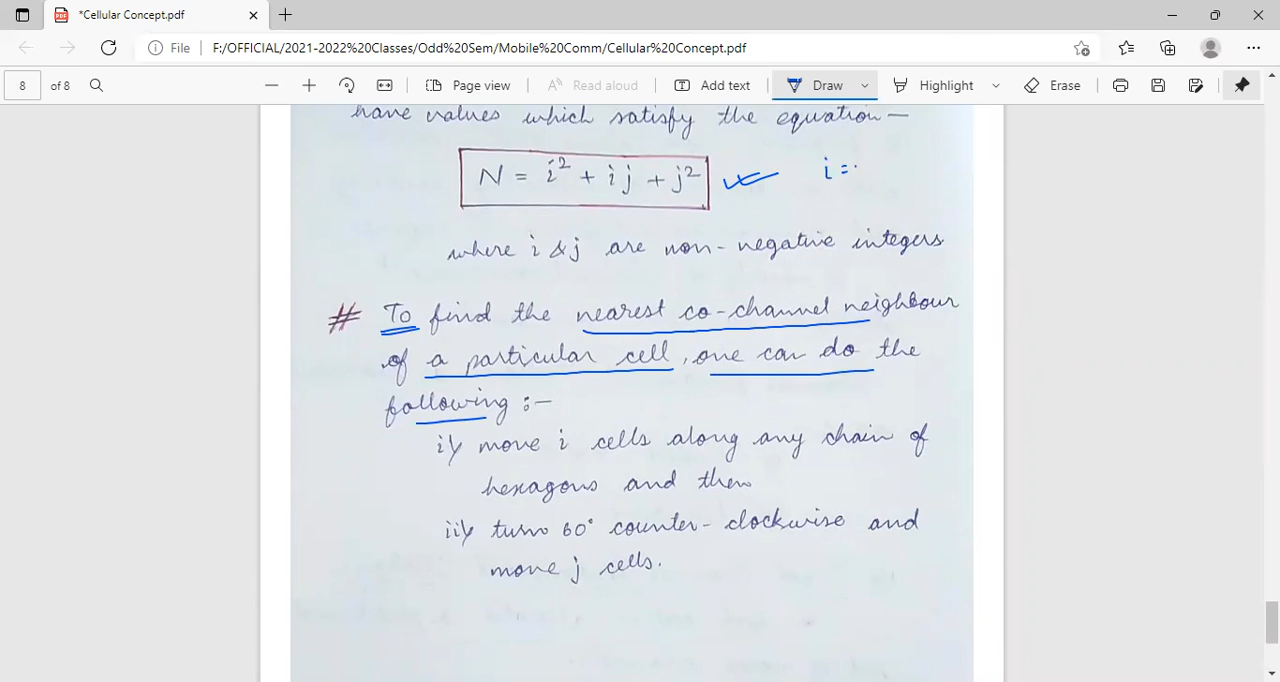 *Cellular Concept.pdf
File F:/OFFICIAL/2021-2022%20Classes/Odd%20Sem/Mobile%20Comm/Cellular%20Concept.pdf
8 of 8 Page view Read aloud Add text Draw Highlight Erase
have values which satisfy the equation —
N = i² + ij + j² i =
where i & j are non-negative integers
# To find the nearest co-channel neighbour
of a particular cell, one can do the
following :-
i) move i cells along any chain of
hexagons and then
ii) turn 60° counter-clockwise and
move j cells.